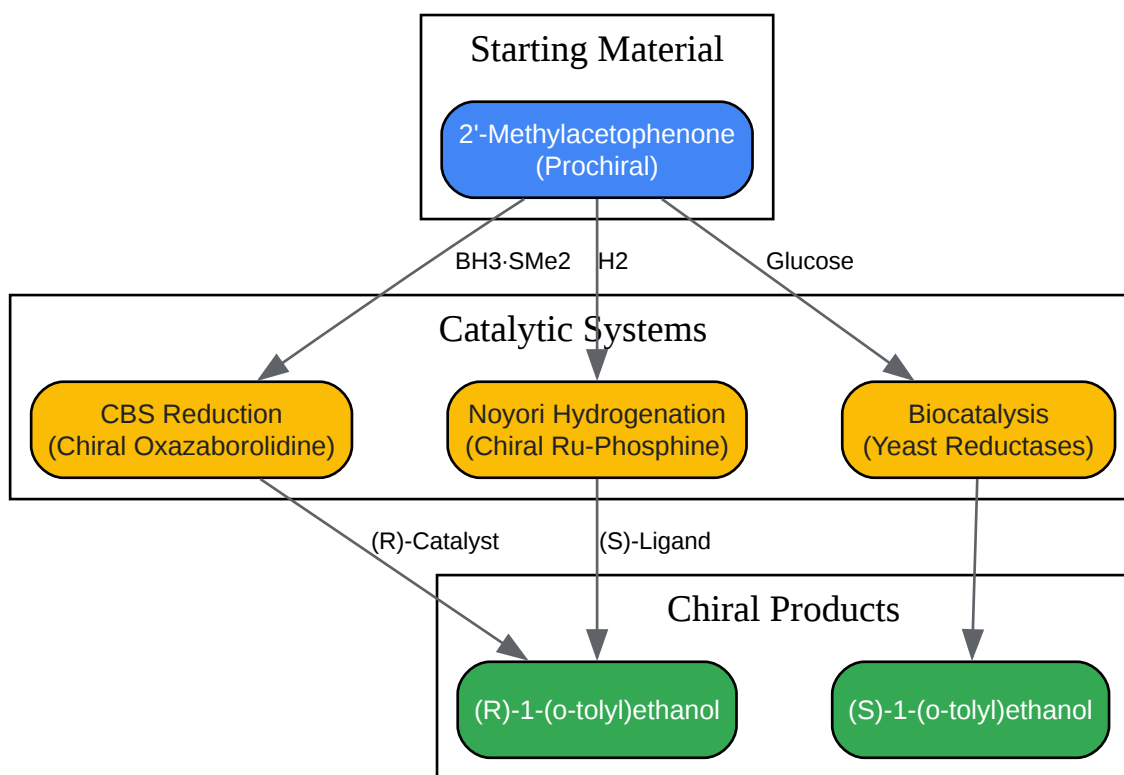 Starting Material
2'-Methylacetophenone
(Prochiral)
BH3·SMe2
H2
Glucose
Catalytic Systems
CBS Reduction
(Chiral Oxazaborolidine)
Noyori Hydrogenation
(Chiral Ru-Phosphine)
Biocatalysis
(Yeast Reductases)
(R)-Catalyst
(S)-Ligand
Chiral Products
(R)-1-(o-tolyl)ethanol
(S)-1-(o-tolyl)ethanol